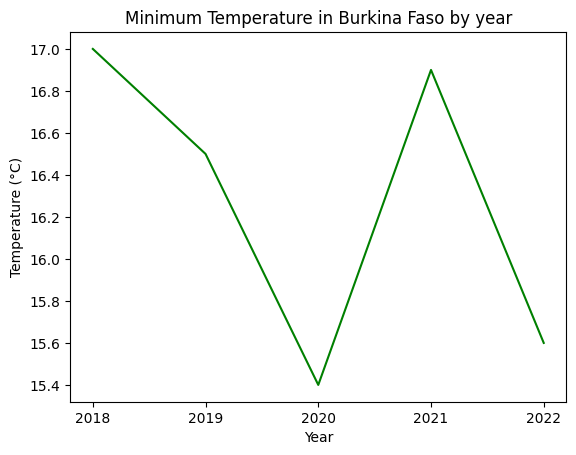 Minimum Temperature in Burkina Faso by year
Temperature (°C)
17.0
16.8
16.6
16.4
16.2
16.0
15.8
15.6
15.4
2018 2019 2020 2021 2022
Year